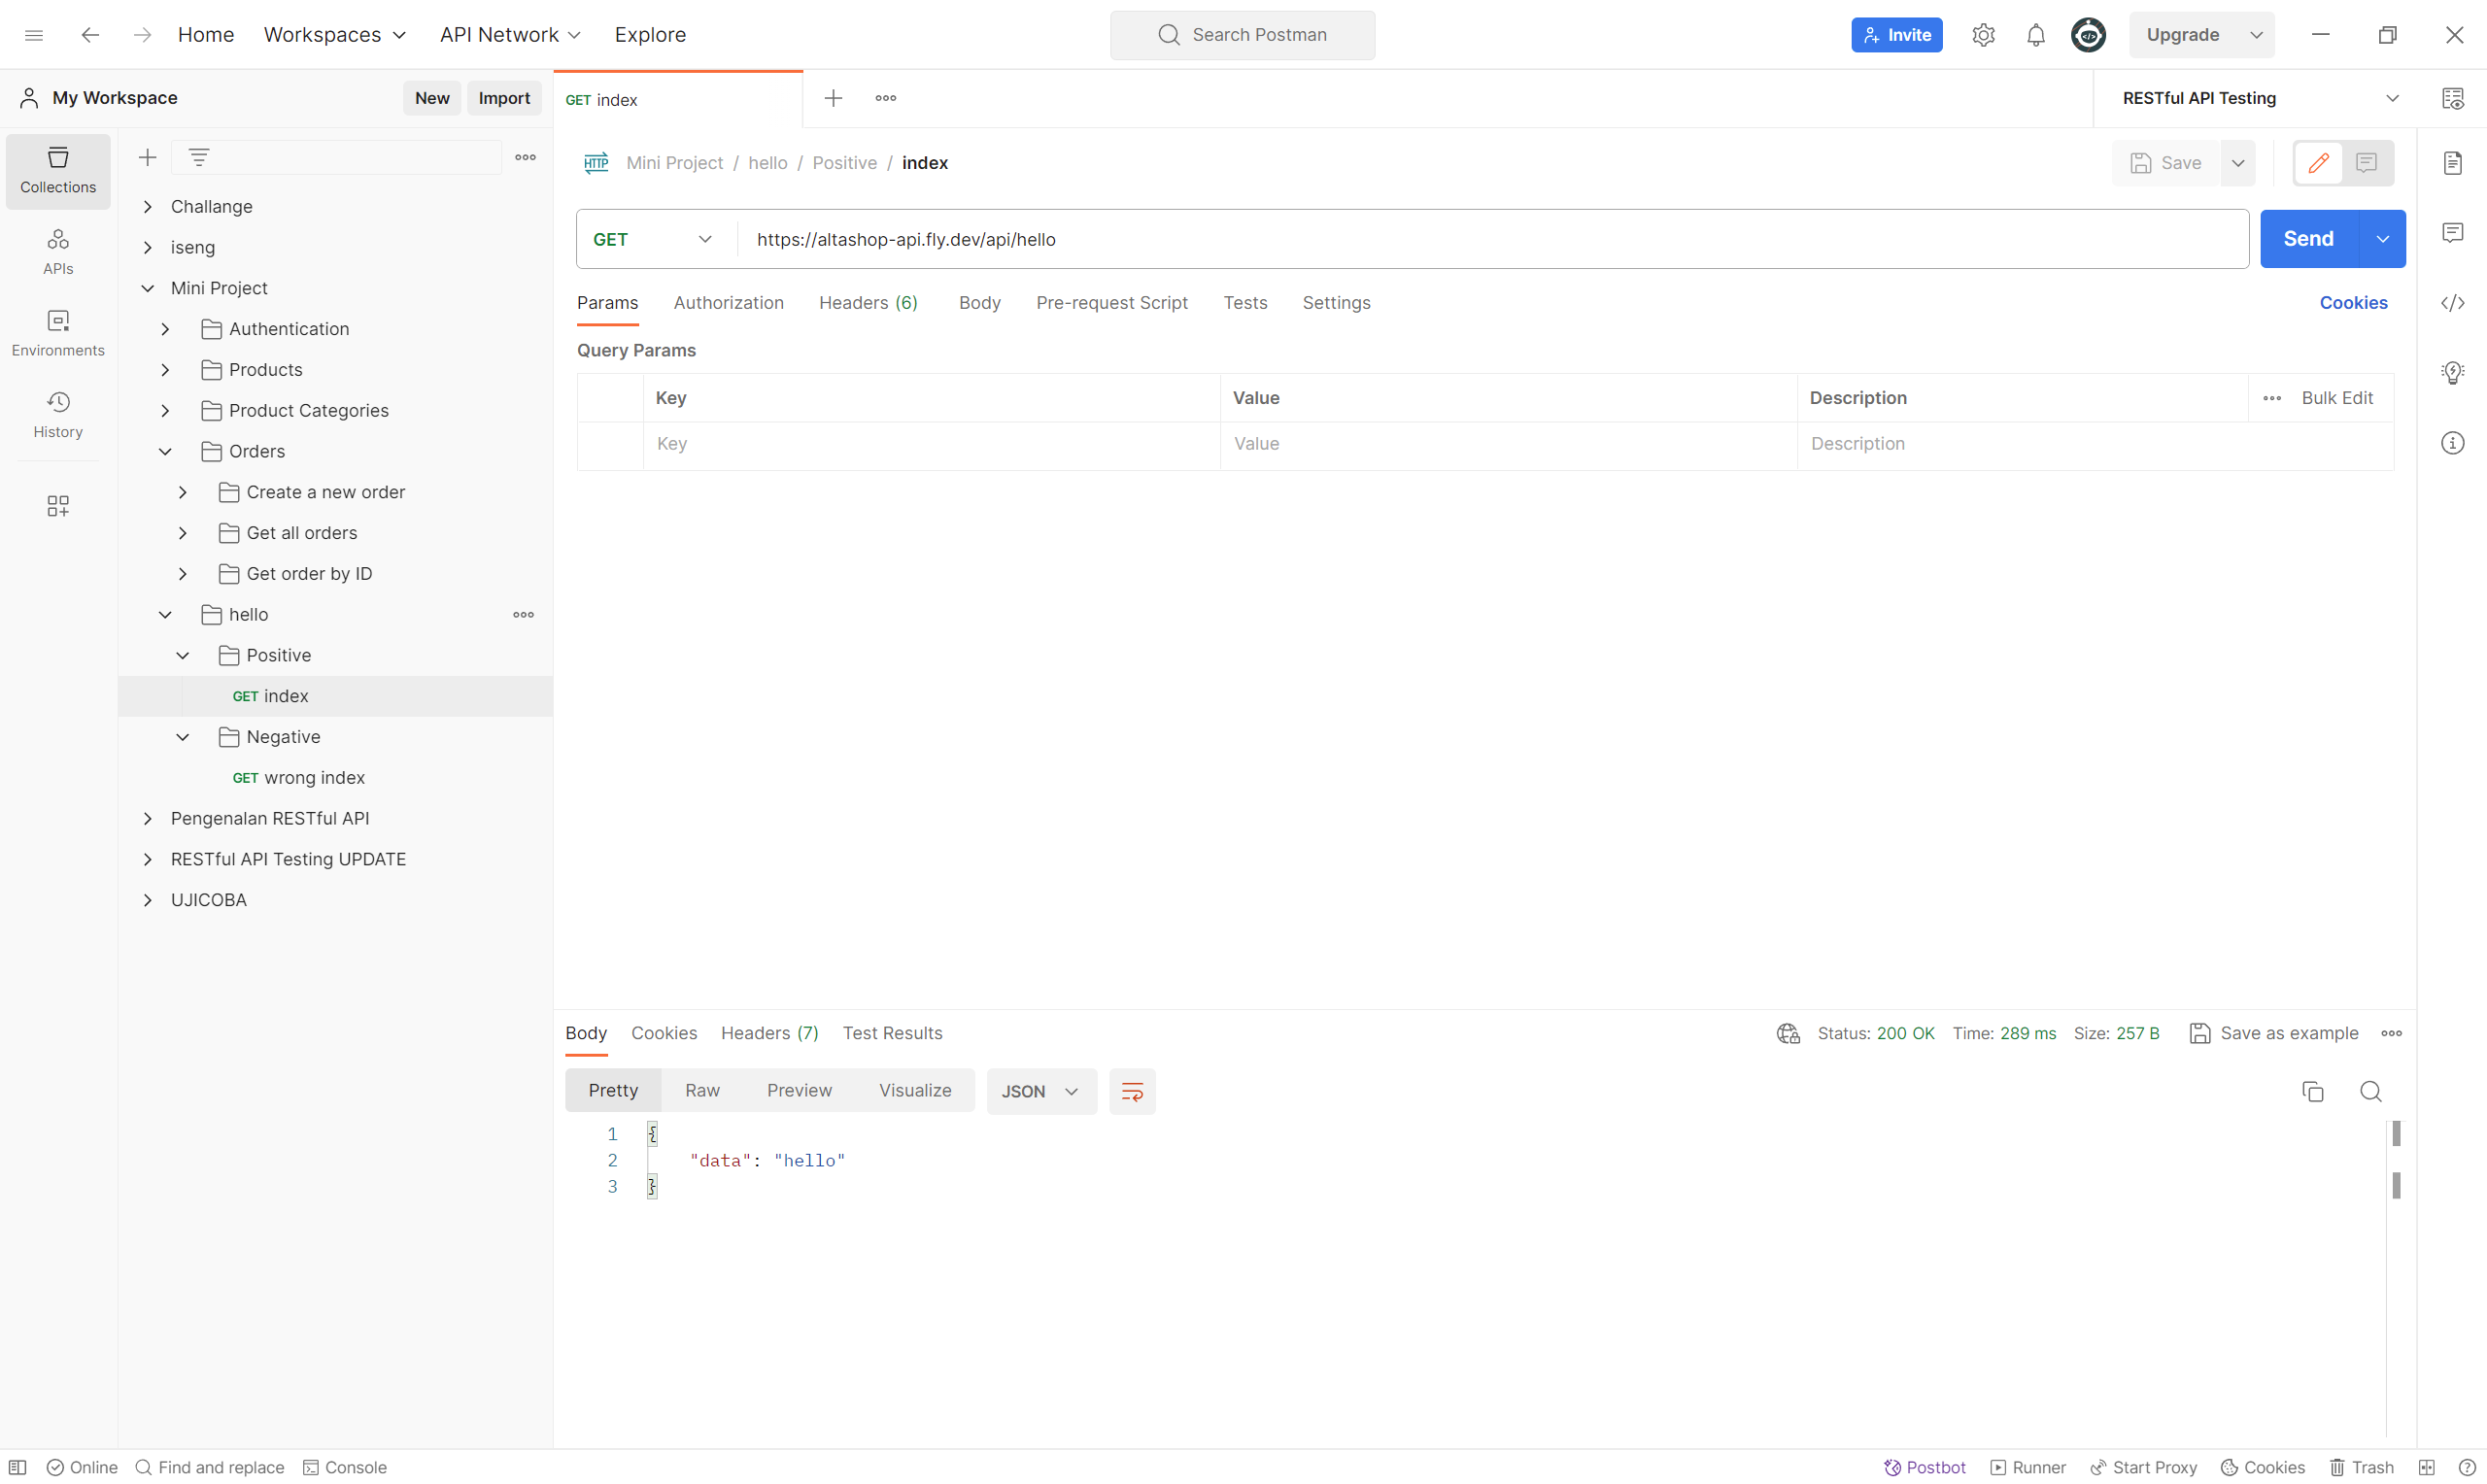 Home Workspaces API Network Explore Search Postman Invite Upgrade
My Workspace New Import GET index RESTful API Testing
Collections
APIs
Environments
History
Challange
iseng
Mini Project
Authentication
Products
Product Categories
Orders
Create a new order
Get all orders
Get order by ID
hello
Positive
GET index
Negative
GET wrong index
Pengenalan RESTful API
RESTful API Testing UPDATE
UJICOBA
HTTP Mini Project / hello / Positive / index Save
GET https://altashop-api.fly.dev/api/hello Send
Params Authorization Headers (6) Body Pre-request Script Tests Settings Cookies
Query Params
Key Value Description Bulk Edit
Key Value Description
Body Cookies Headers (7) Test Results Status: 200 OK Time: 289 ms Size: 257 B Save as example
Pretty Raw Preview Visualize JSON
1 {
2 "data": "hello"
3 }
Online Find and replace Console Postbot Runner Start Proxy Cookies Trash